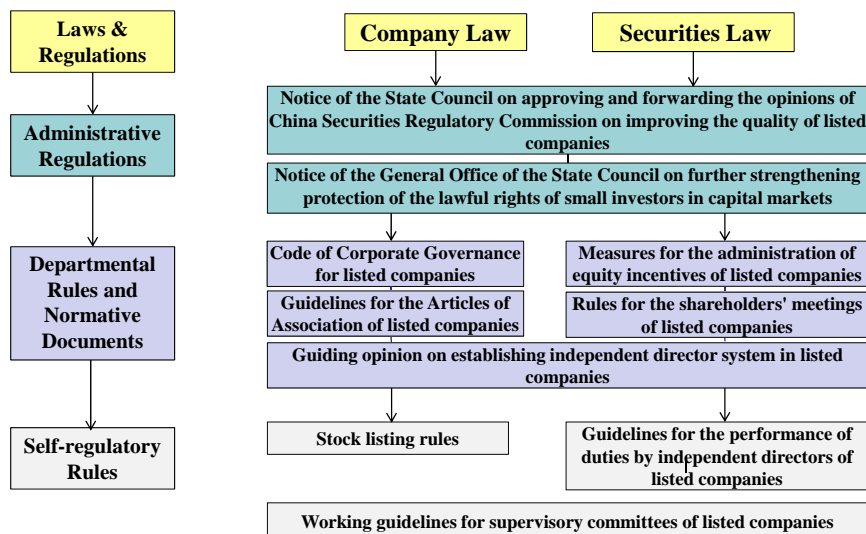 Laws &
Regulations
Company Law
Securities Law
Notice of the State Council on approving and forwarding the opinions of
China Securities Regulatory Commission on improving the quality of listed
companies
Administrative
Regulations
Notice of the General Office of the State Council on further strengthening
protection of the lawful rights of small investors in capital markets
Departmental
Rules and
Normative
Documents
Code of Corporate Governance
for listed companies
Measures for the administration of
equity incentives of listed companies
Guidelines for the Articles of
Association of listed companies
Rules for the shareholders' meetings
of listed companies
Guiding opinion on establishing independent director system in listed
companies
Self-regulatory
Rules
Stock listing rules
Guidelines for the performance of
duties by independent directors of
listed companies
Working guidelines for supervisory committees of listed companies